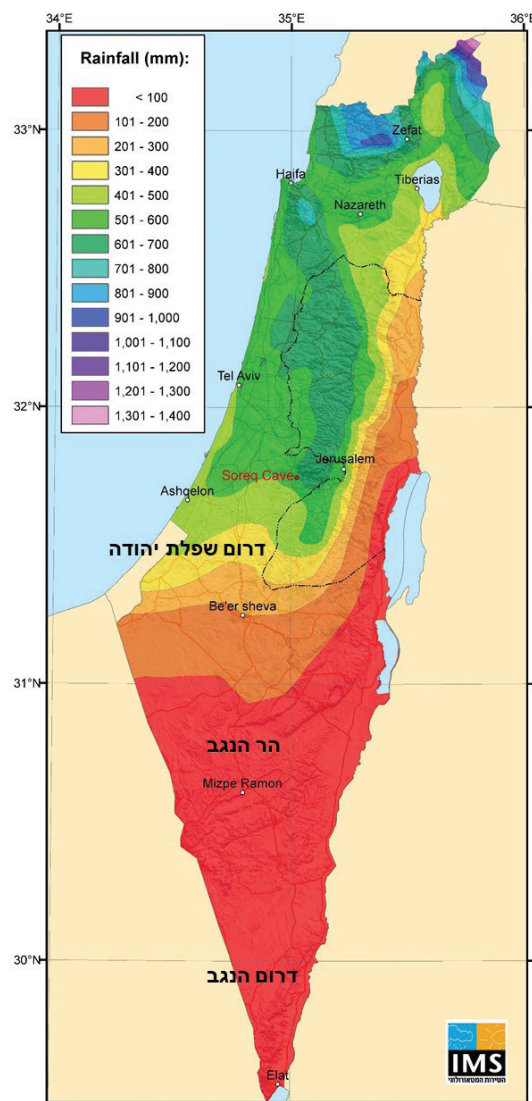 34°E
35°E
36°E
Rainfall (mm):
< 100
101 - 200
201 - 300
301 - 400
401 - 500
501 - 600
601 - 700
701 - 800
801 - 900
901 - 1,000
1,001 - 1,100
1,101 - 1,200
1,201 - 1,300
1,301 - 1,400
33°N
Zefat
Haifa
Tiberias
Nazareth
32°N
Tel Aviv
Jerusalem
Soreq Cave
Ashqelon
דרום שפלת יהודה
Be'er sheva
31°N
הר הנגב
Mizpe Ramon
30°N
דרום הנגב
Elat
IMS
השירות המטאורולוגי